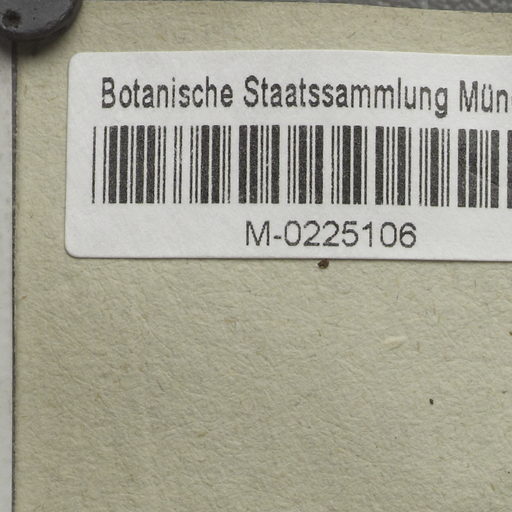 Botanische Staatssammlung Mün
M-0225106